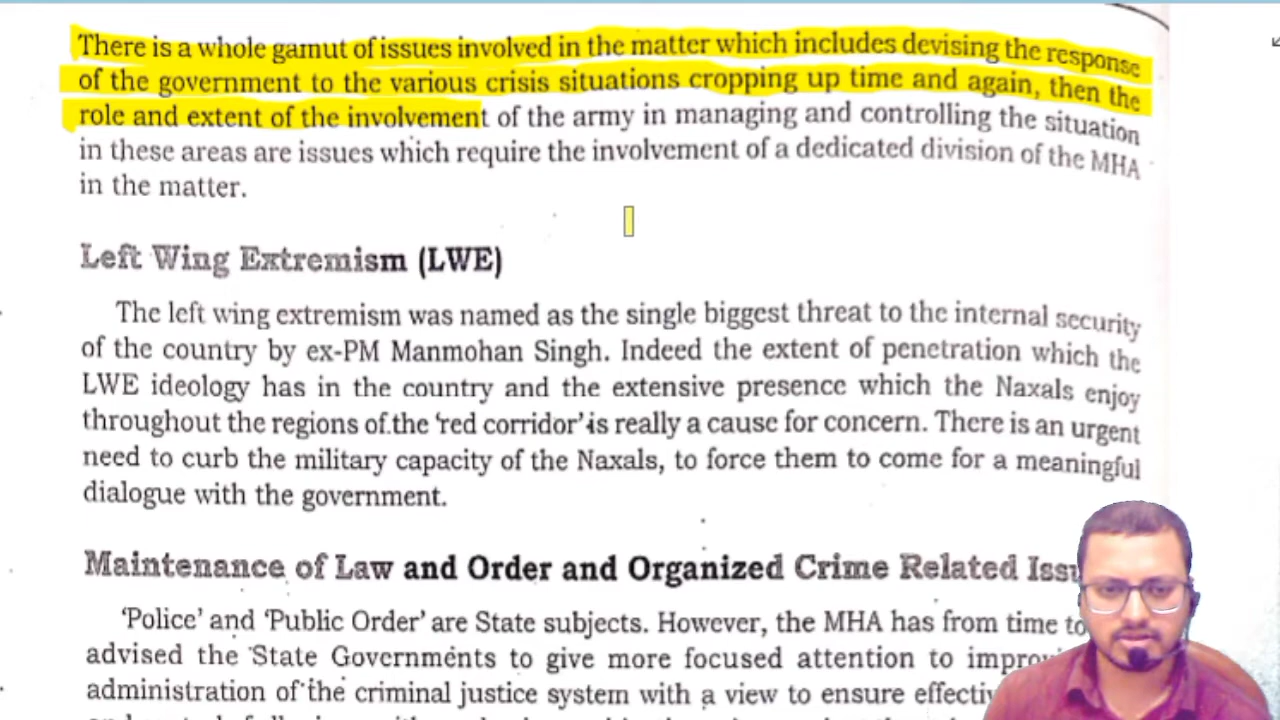 There is a whole gamut of issues involved in the matter which includes devising the response
of the government to the various crisis situations cropping up time and again, then the
role and extent of the involvement of the army in managing and controlling the situation
in these areas are issues which require the involvement of a dedicated division of the MHA
in the matter.
Left Wing Extremism (LWE)
The left wing extremism was named as the single biggest threat to the internal security
of the country by ex-PM Manmohan Singh. Indeed the extent of penetration which the
LWE ideology has in the country and the extensive presence which the Naxals enjoy
throughout the regions of the 'red corridor' is really a cause for concern. There is an urgent
need to curb the military capacity of the Naxals, to force them to come for a meaningful
dialogue with the government.
Maintenance of Law and Order and Organized Crime Related
'Police' and 'Public Order' are State subjects. However, the MHA has from time to
advised the State Governments to give more focused attention to
administration of the criminal justice system with a view to ensure